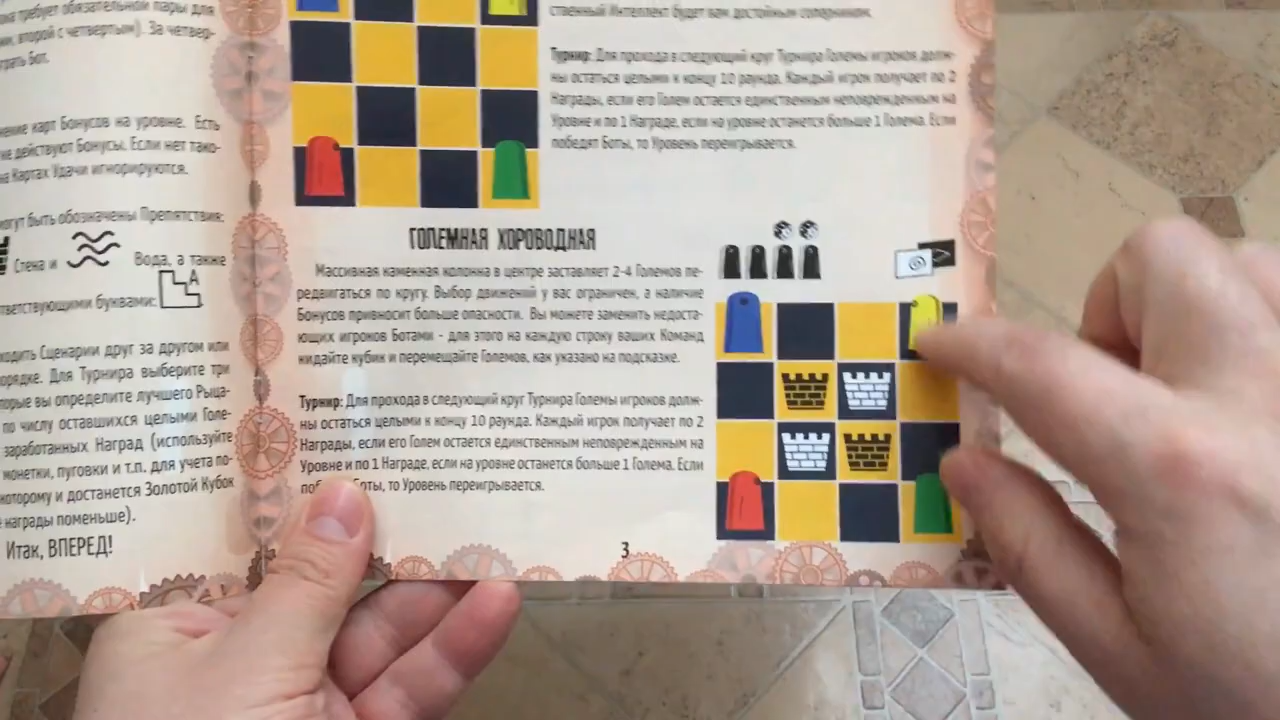 она требует обязательной пары для
ни, второй с четвертым). За четвер-
грать бот.
чение карт Бонусов на уровне. Есть
не действуют Бонусы. Если нет тако-
на Картах Удачи игнорируются.
могут быть обозначены Препятствия:
Стена и Вода, а также
ответствующими буквами: А
ходить Сценарии друг за другом или
орядке. Для Турнира выберите три
торые вы определите лучшего Рыца-
по числу оставшихся целыми Голе-
заработанных Наград (используйте
монетки, пуговки и т.п. для учета по-
которому и достанется Золотой Кубок
е награды поменьше).
Итак, ВПЕРЕД!
ственный Интеллект будет вам достойным соперником.
Турнир: Для прохода в следующий круг Турнира Големы игроков долж-
ны остаться целыми к концу 10 раунда. Каждый игрок получает по 2
Награды, если его Голем остается единственным неповрежденным на
Уровне и по 1 Награде, если на уровне останется больше 1 Голема. Если
победят Боты, то Уровень переигрывается.
ГОЛЕМНАЯ ХОРОВОДНАЯ
Массивная каменная колонна в центре заставляет 2-4 Големов пе-
редвигаться по кругу. Выбор движений у вас ограничен, а наличие
Бонусов привносит больше опасности. Вы можете заменить недоста-
ющих игроков Ботами - для этого на каждую строку ваших Команд
кидайте кубик и перемещайте Големов, как указано на подсказке.
Турнир: Для прохода в следующий круг Турнира Големы игроков долж-
ны остаться целыми к концу 10 раунда. Каждый игрок получает по 2
Награды, если его Голем остается единственным неповрежденным на
Уровне и по 1 Награде, если на уровне останется больше 1 Голема. Если
Боты, то Уровень переигрывается.
3